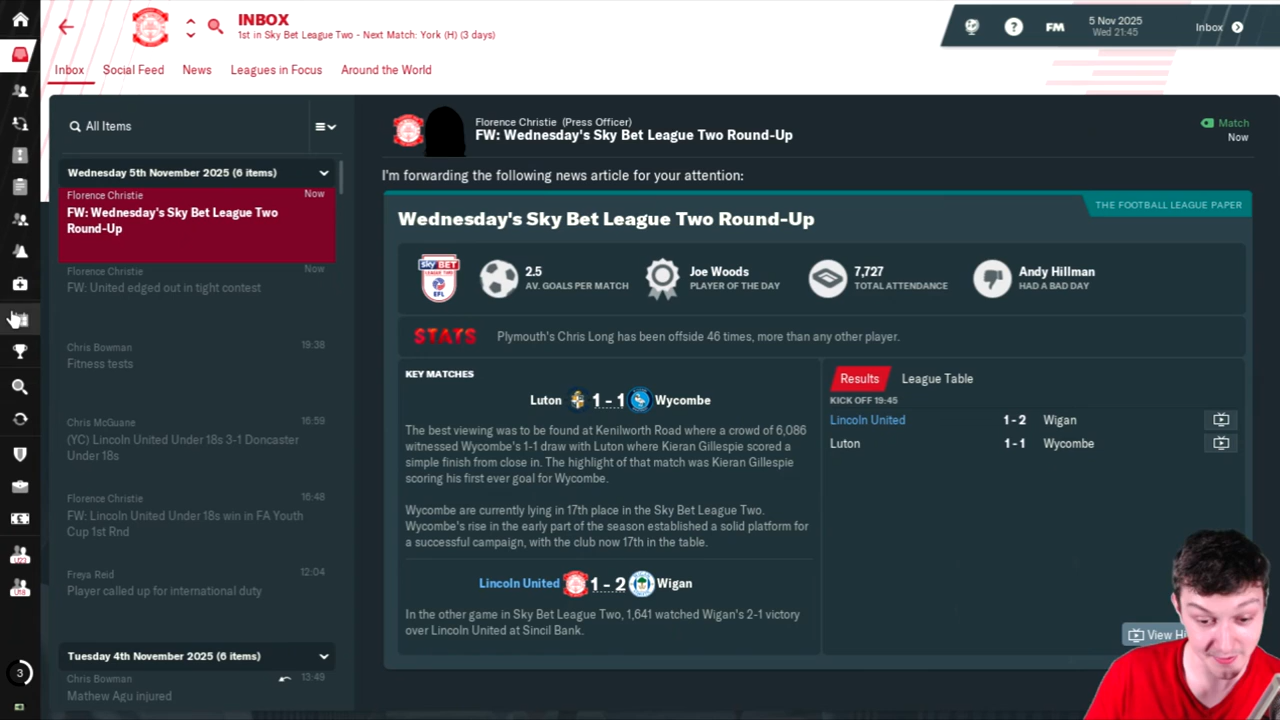 INBOX
1st in Sky Bet League Two - Next Match: York (H) (3 days)
FM
5 Nov 2025
Wed 21:45
Inbox
Inbox
Social Feed
News
Leagues in Focus
Around the World
All Items
Wednesday 5th November 2025 (6 items)
Florence Christie
Now
FW: Wednesday's Sky Bet League Two
Round-Up
Florence Christie
Now
FW: United edged out in tight contest
Chris Bowman
19:38
Fitness tests
Chris McGuane
16:59
(YC) Lincoln United Under 18s 3-1 Doncaster
Under 18s
Florence Christie
16:48
FW: Lincoln United Under 18s win in FA Youth
Cup 1st Rnd
Freya Reid
12:04
Player called up for international duty
Tuesday 4th November 2025 (6 items)
Chris Bowman
13:49
Mathew Agu injured
U23
U18
3
Florence Christie (Press Officer)
FW: Wednesday's Sky Bet League Two Round-Up
Match
Now
I'm forwarding the following news article for your attention:
THE FOOTBALL LEAGUE PAPER
Wednesday's Sky Bet League Two Round-Up
SKY BET
EFL
2.5
AV. GOALS PER MATCH
Joe Woods
PLAYER OF THE DAY
7,727
TOTAL ATTENDANCE
Andy Hillman
HAD A BAD DAY
STATS
Plymouth's Chris Long has been offside 46 times, more than any other player.
KEY MATCHES
Luton 1 - 1 Wycombe
The best viewing was to be found at Kenilworth Road where a crowd of 6,086
witnessed Wycombe's 1-1 draw with Luton where Kieran Gillespie scored a
simple finish from close in. The highlight of that match was Kieran Gillespie
scoring his first ever goal for Wycombe.
Wycombe are currently lying in 17th place in the Sky Bet League Two.
Wycombe's rise in the early part of the season established a solid platform for
a successful campaign, with the club now 17th in the table.
Lincoln United 1 - 2 Wigan
In the other game in Sky Bet League Two, 1,641 watched Wigan's 2-1 victory
over Lincoln United at Sincil Bank.
Results
League Table
KICK OFF 19:45
Lincoln United 1 - 2 Wigan
Luton 1 - 1 Wycombe
View